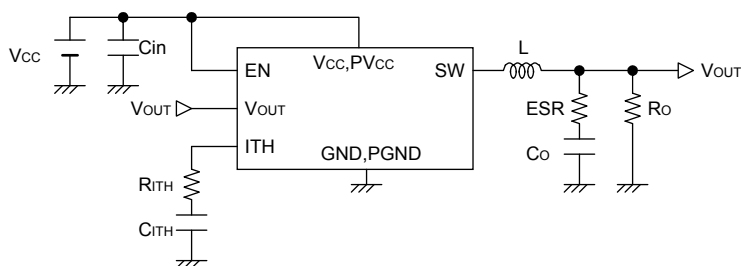 L
VCC
Cin
EN
VCC,PVCC
SW
VOUT
VOUT
VOUT
ESR
RO
ITH
GND,PGND
CO
RITH
CITH